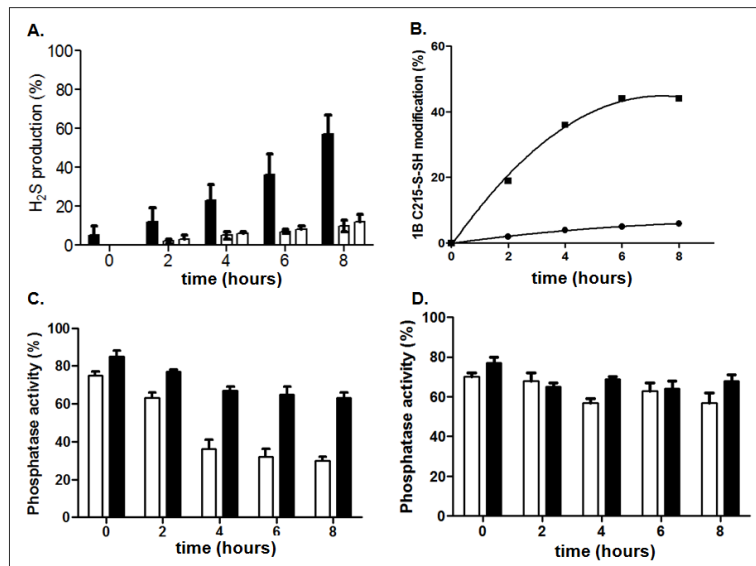 A.
H2S production (%)
100
80
60
40
20
0
0 2 4 6 8
time (hours)
B.
1B C215-S-SH modification (%)
60
40
20
0
0 2 4 6 8
time (hours)
C.
Phosphatase activity (%)
100
80
60
40
20
0
0 2 4 6 8
time (hours)
D.
Phosphatase activity (%)
100
80
60
40
20
0
0 2 4 6 8
time (hours)